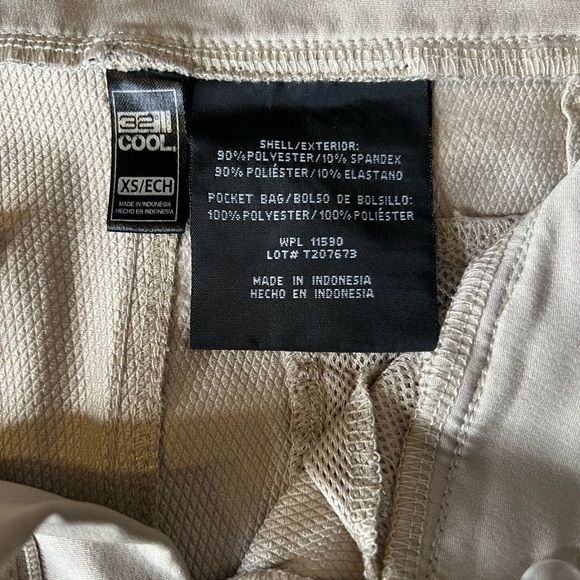 32°
COOL
XS/ECH
MADE IN INDONESIA
HECHO EN INDONESIA
SHELL/EXTERIOR:
90% POLYESTER/10% SPANDEX
90% POLIÉSTER/10% ELASTANO
POCKET BAG/BOLSO DE BOLSILLO:
100% POLYESTER/100% POLIÉSTER
WPL 11590
LOT# T207673
MADE IN INDONESIA
HECHO EN INDONESIA